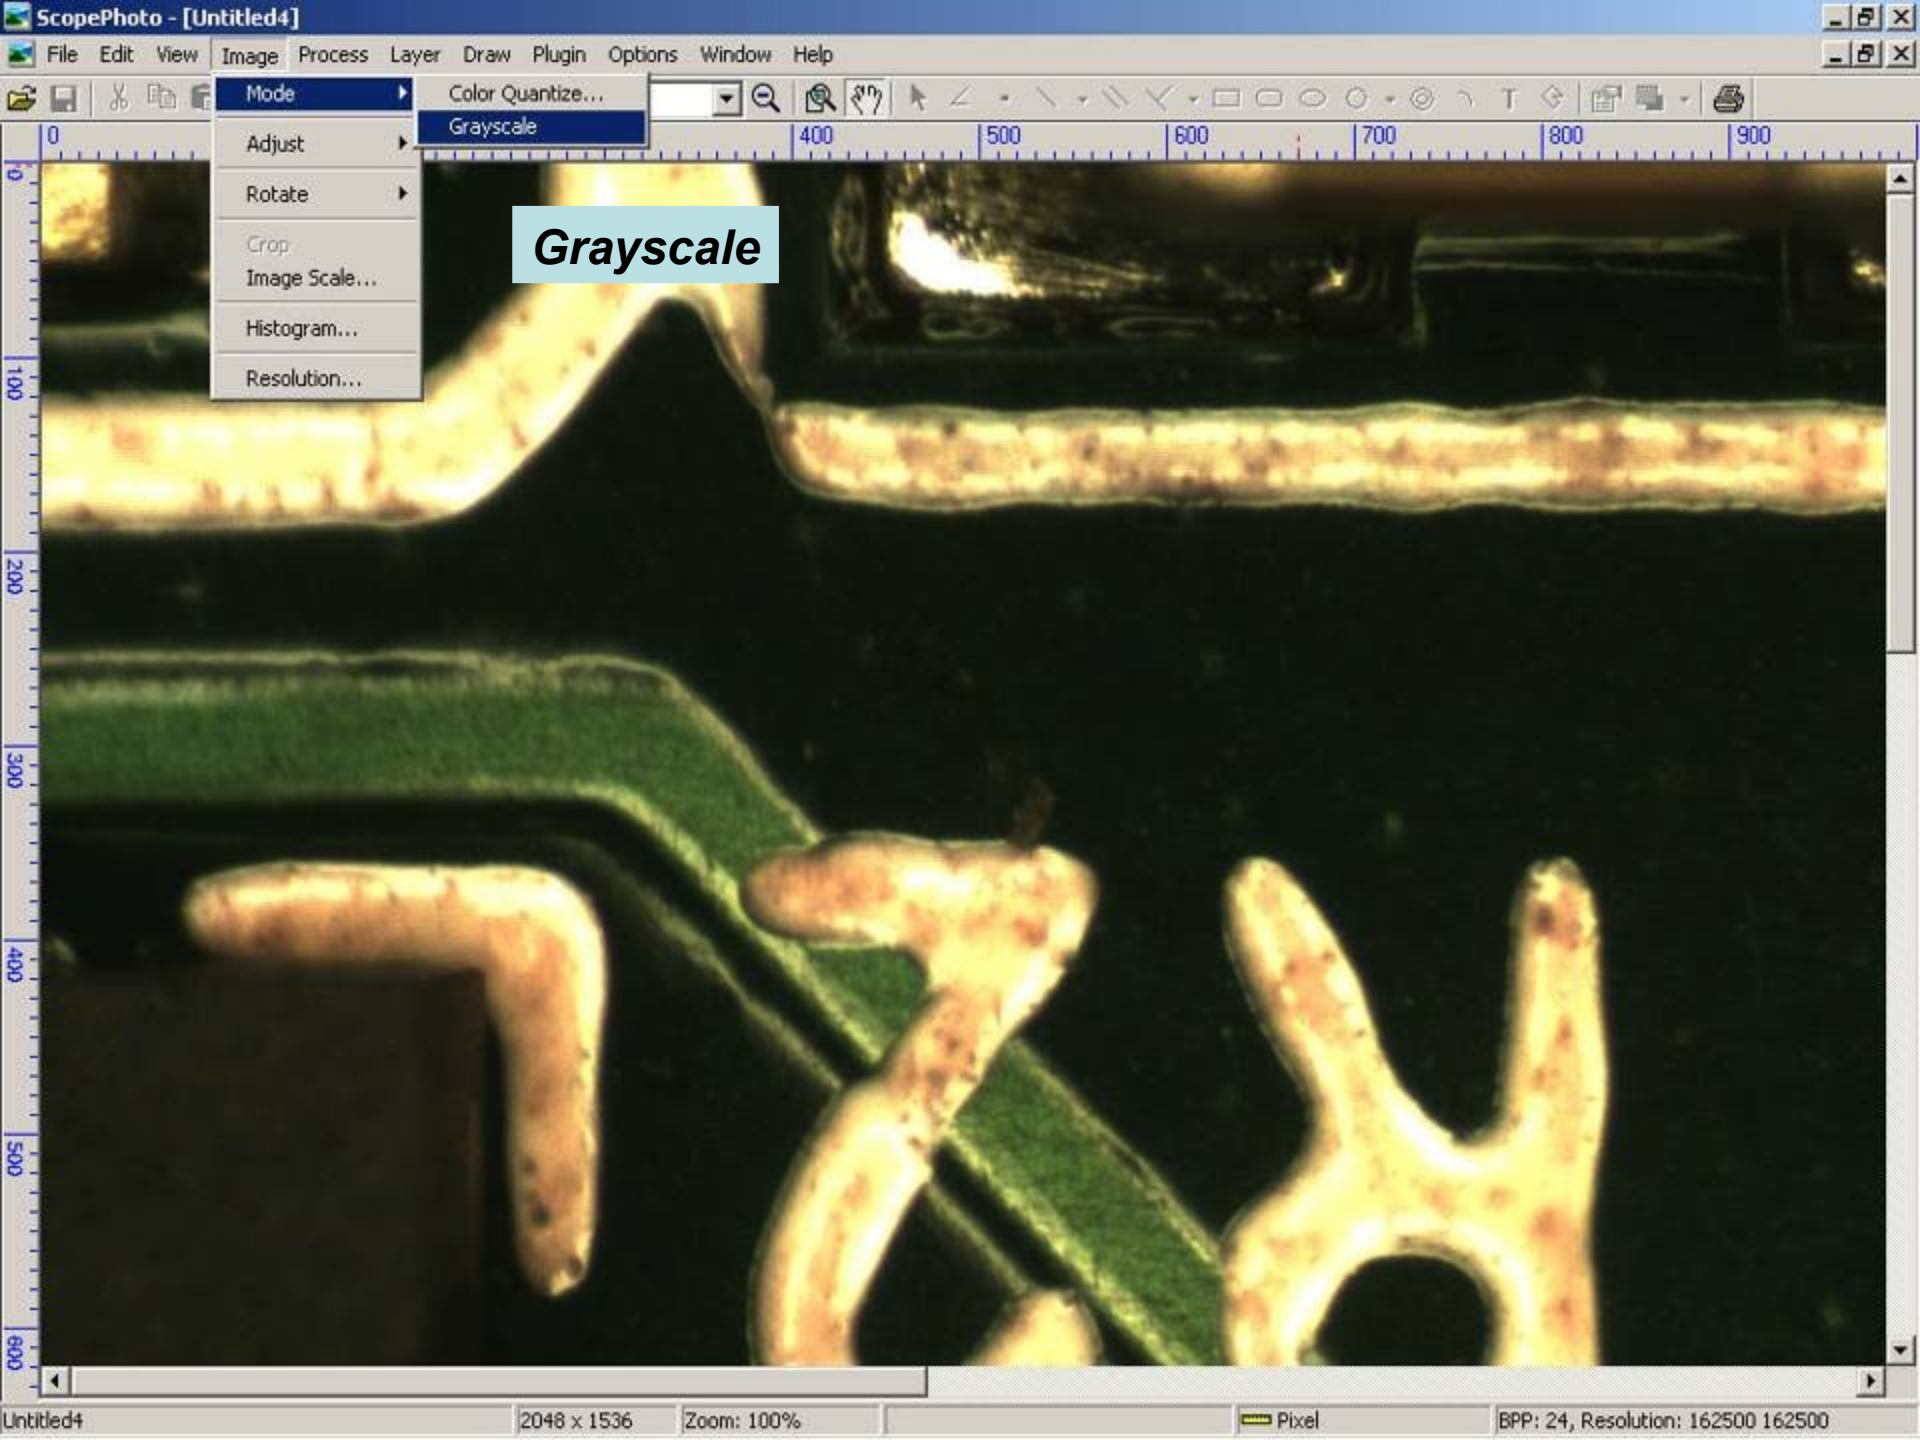 ScopePhoto - [Untitled4]
File Edit View Image Process Layer Draw Plugin Options Window Help
Mode
Color Quantize...
Grayscale
Adjust
Rotate
Crop
Image Scale...
Histogram...
Resolution...
Grayscale
0 400 500 600 700 800 900
0
100
200
300
400
500
600
Untitled4 2048 x 1536 Zoom: 100% Pixel BPP: 24, Resolution: 162500 162500